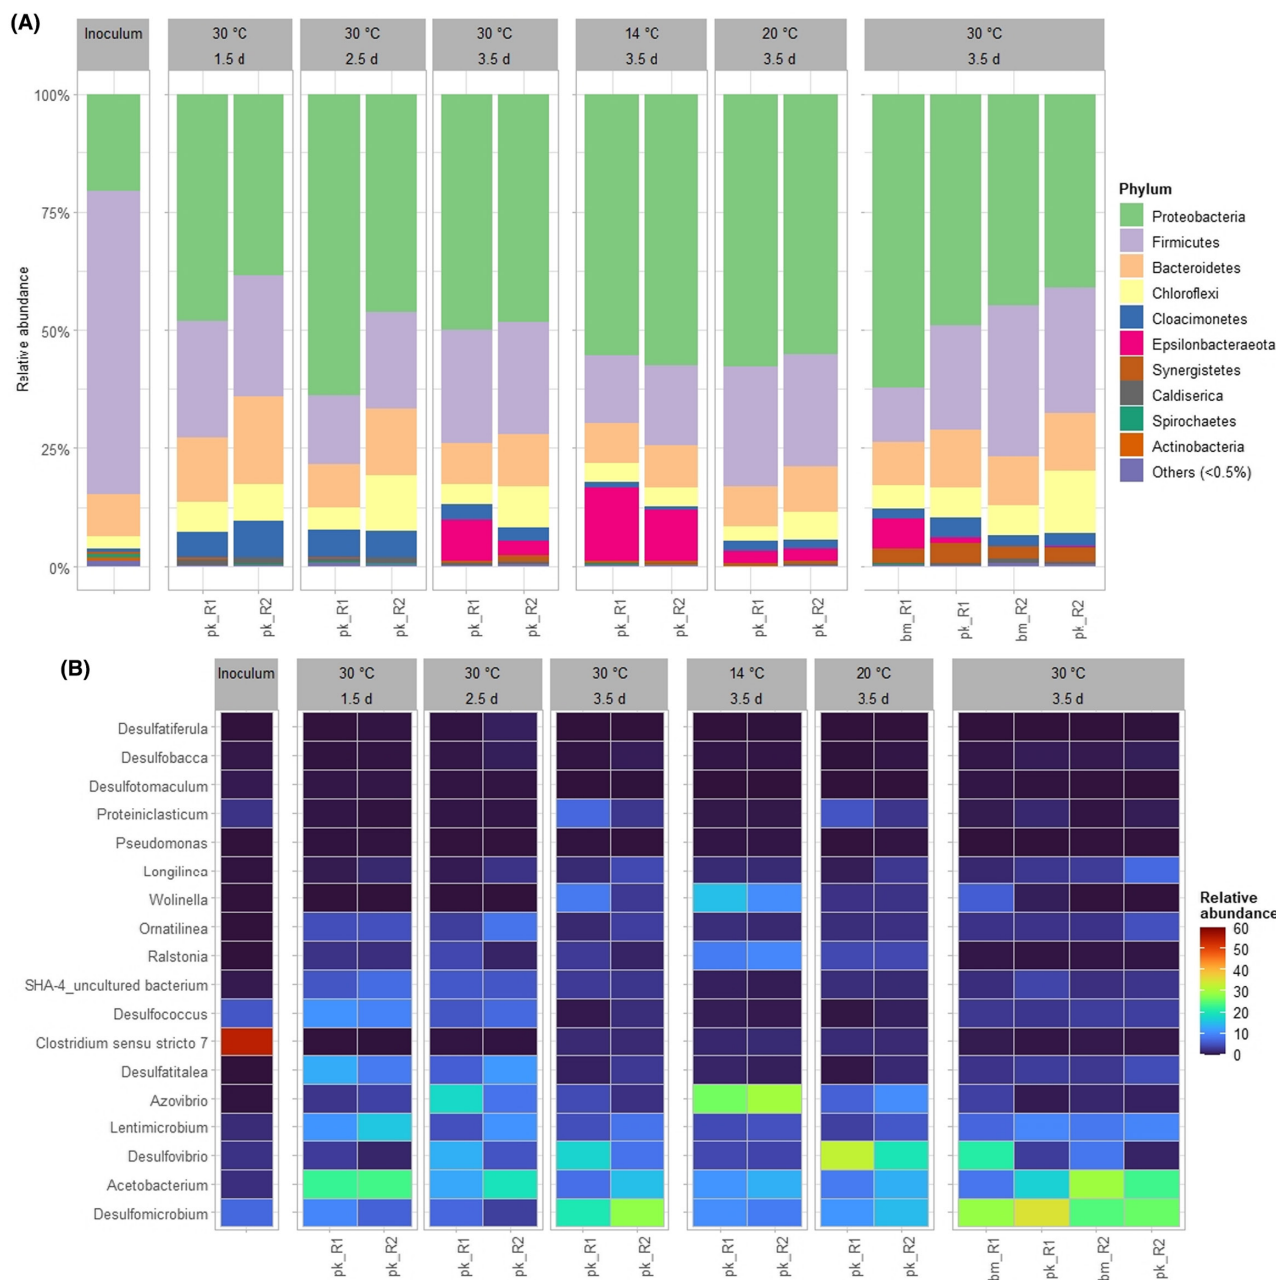 (A)
Inoculum
30 °C
1.5 d
30 °C
2.5 d
30 °C
3.5 d
14 °C
3.5 d
20 °C
3.5 d
30 °C
3.5 d
100%
75%
50%
25%
0%
Relative abundance
pk_R1
pk_R2
pk_R1
pk_R2
pk_R1
pk_R2
pk_R1
pk_R2
pk_R1
pk_R2
bm_R1
pk_R1
bm_R2
pk_R2
Phylum
Proteobacteria
Firmicutes
Bacteroidetes
Chloroflexi
Cloacimonetes
Epsilonbacteraeota
Synergistetes
Caldiserica
Spirochaetes
Actinobacteria
Others (<0.5%)
(B)
Inoculum
30 °C
1.5 d
30 °C
2.5 d
30 °C
3.5 d
14 °C
3.5 d
20 °C
3.5 d
30 °C
3.5 d
Desulfatiferula
Desulfobacca
Desulfotomaculum
Proteiniclasticum
Pseudomonas
Longilinea
Wolinella
Ornatilinea
Ralstonia
SHA-4_uncultured bacterium
Desulfococcus
Clostridium sensu stricto 7
Desulfatitalea
Azovibrio
Lentimicrobium
Desulfovibrio
Acetobacterium
Desulfomicrobium
pk_R1
pk_R2
pk_R1
pk_R2
pk_R1
pk_R2
pk_R1
pk_R2
pk_R1
pk_R2
bm_R1
pk_R1
bm_R2
pk_R2
Relative
abundance
60
50
40
30
20
10
0